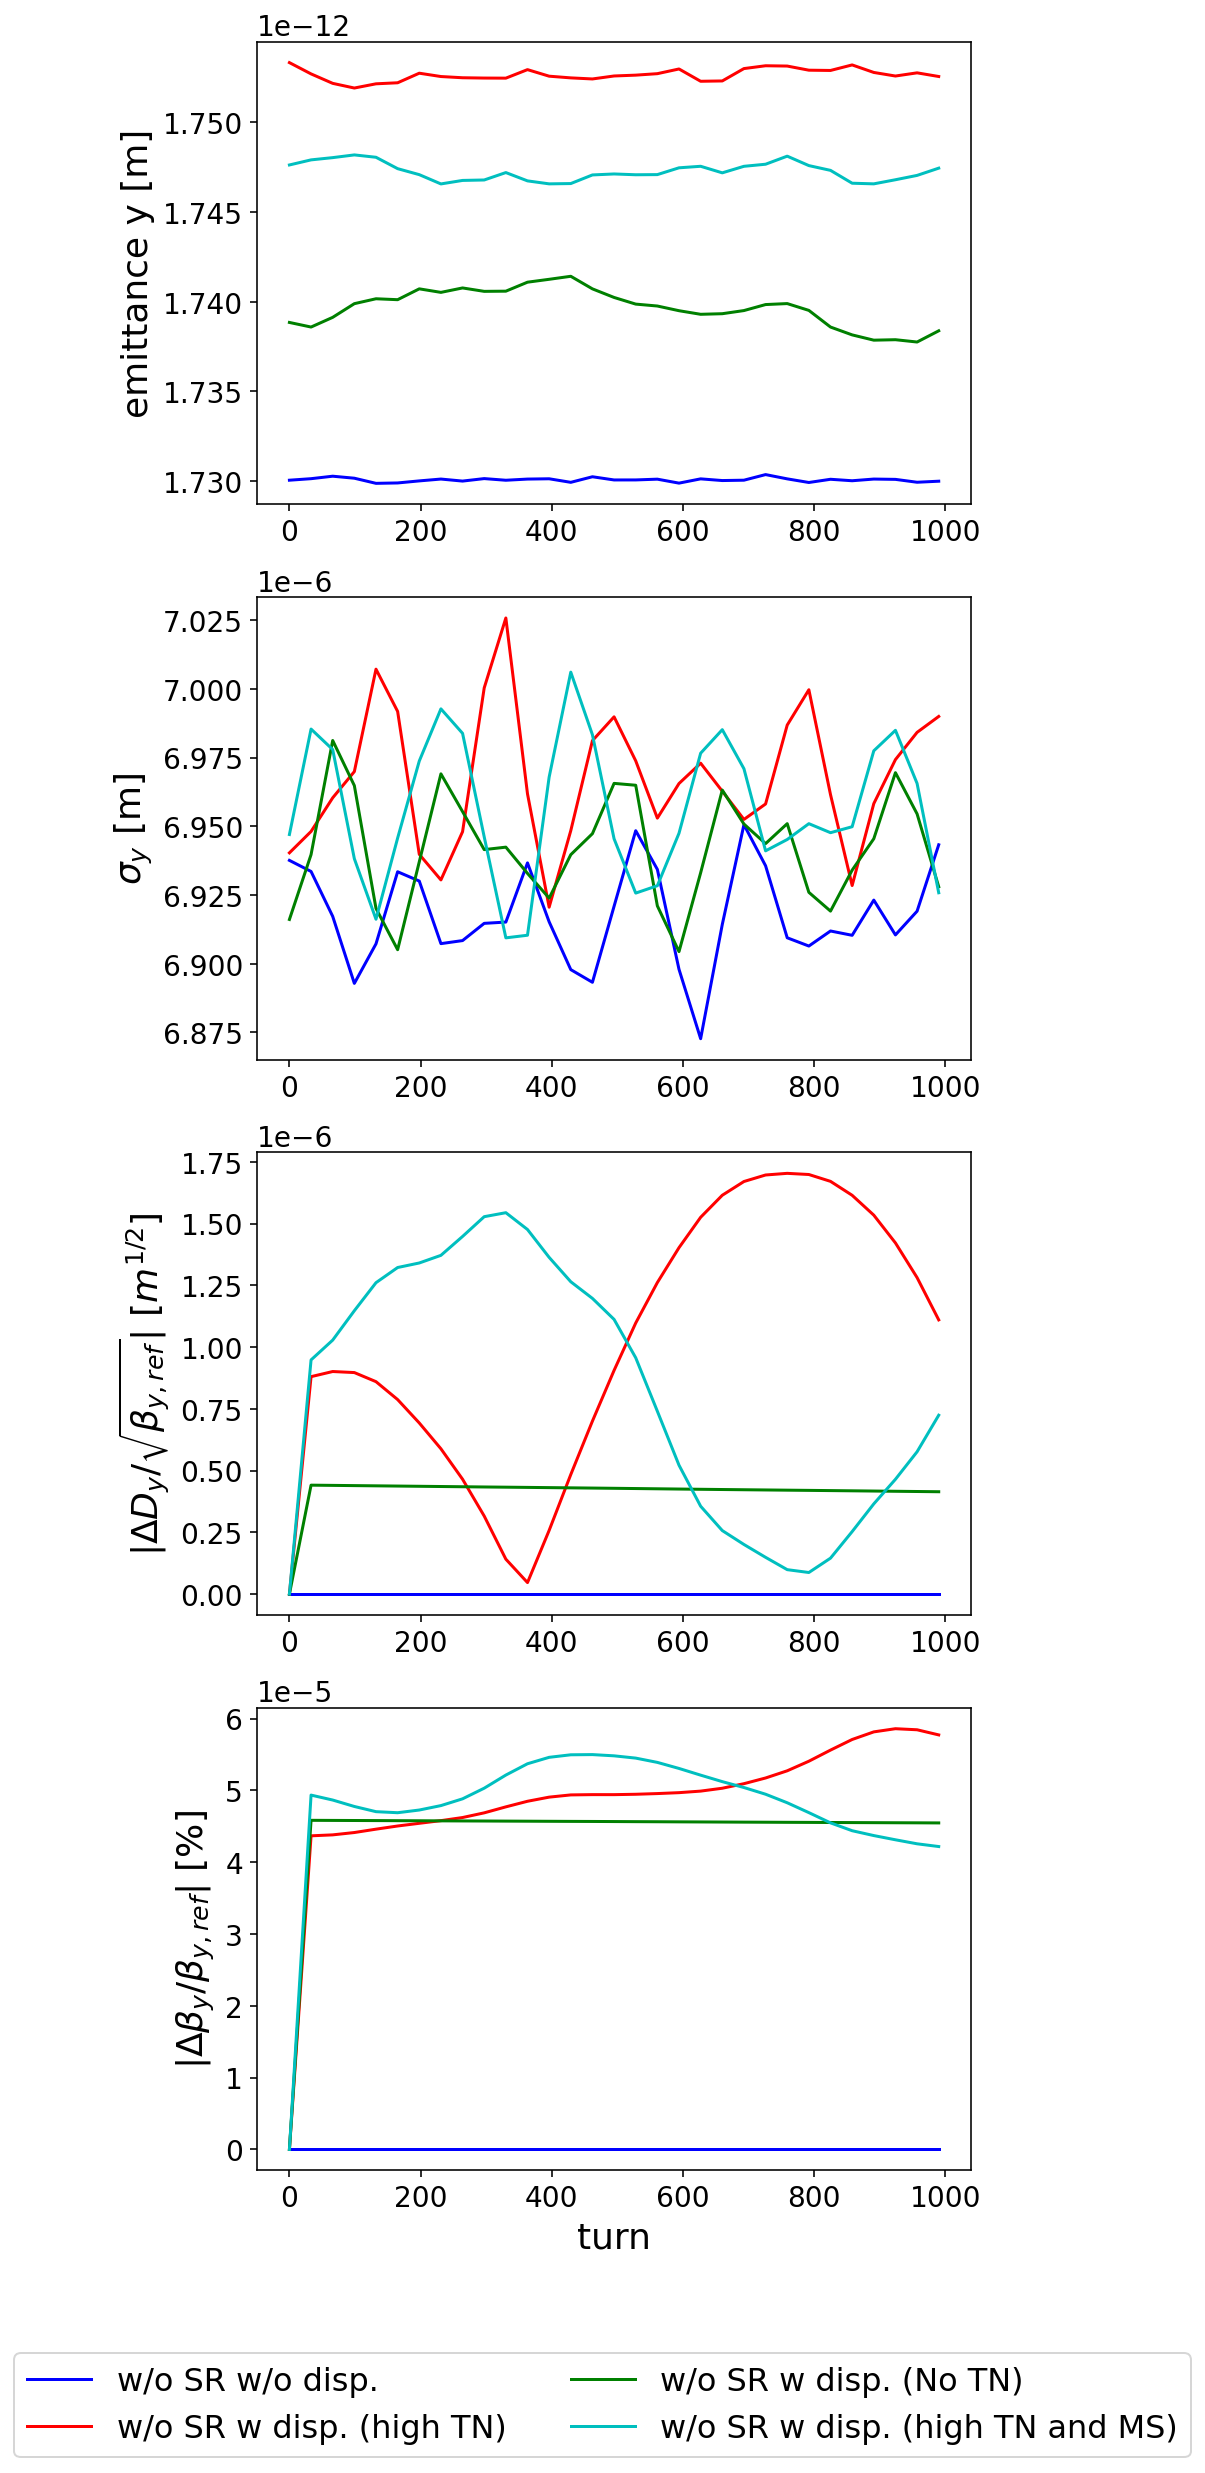 1e−12
1.750
1.745
1.740
1.735
1.730
emittance y [m]
0 200 400 600 800 1000
1e−6
7.025
7.000
6.975
6.950
6.925
6.900
6.875
σ_y [m]
0 200 400 600 800 1000
1e−6
1.75
1.50
1.25
1.00
0.75
0.50
0.25
0.00
|ΔD_y/√β_{y,ref}| [m^{1/2}]
0 200 400 600 800 1000
1e−5
6
5
4
3
2
1
0
|Δβ_y/β_{y,ref}| [%]
0 200 400 600 800 1000
turn
w/o SR w/o disp.
w/o SR w disp. (high TN)
w/o SR w disp. (No TN)
w/o SR w disp. (high TN and MS)